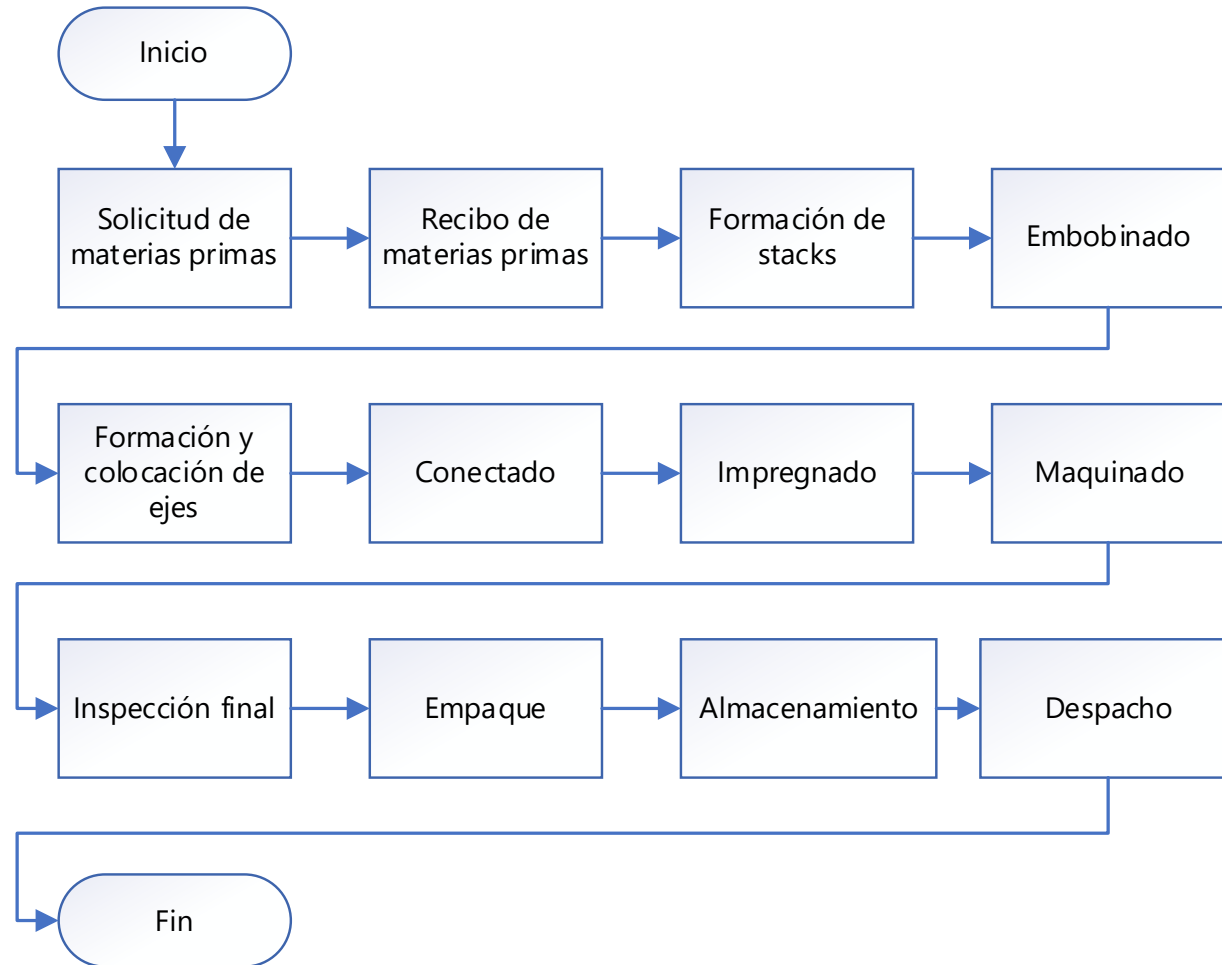 Inicio
Solicitud de
materias primas
Recibo de
materias primas
Formación de
stacks
Embobinado
Formación y
colocación de
ejes
Conectado
Impregnado
Maquinado
Inspección final
Empaque
Almacenamiento
Despacho
Fin